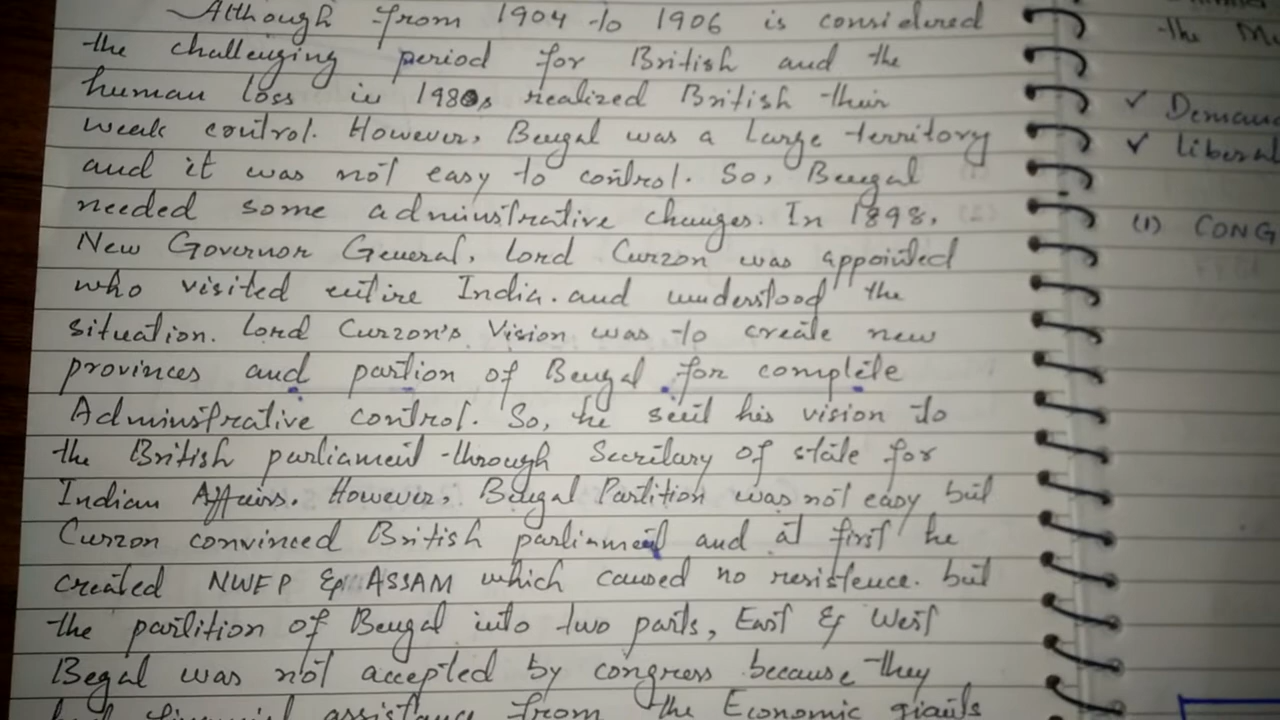 Although from 1904 to 1906 is considered
the challenging period for British and the
human loss in 1980s realized British their
weak control. However, Bengal was a large territory
and it was not easy to control. So, Bengal
needed some adminstrative changes. In 1898,
New Governor General, lord Curzon was appointed
who visited entire India. and understood the
situation. lord Curzon's Vision was to create new
provinces and partion of Bengal for complete
Adminstrative control. So, he sent his vision to
the British parliament through Secretary of state for
Indian Affairs. However, Bengal Partition was not easy but
Curzon convinced British parliament and at first he
created NWFP & ASSAM which caused no resistence. but
the partition of Bengal into two parts, East & West
Begal was not accepted by congress because they
had financial assistance from the Economic giants
the
✓ Deman
✓ liberal
(1) CONG